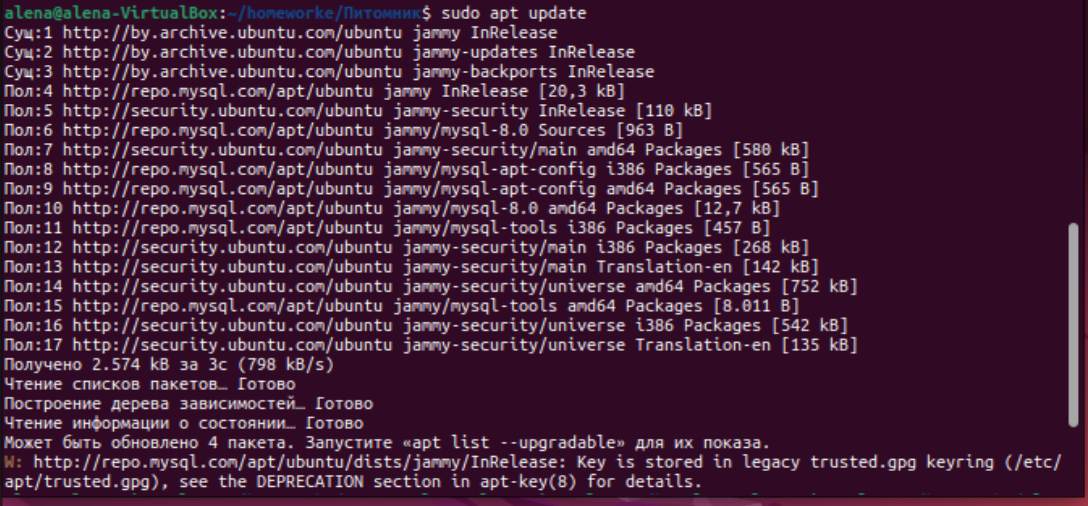 alena@alena-VirtualBox:~/homeworke/Питомник$ sudo apt update
Сущ:1 http://by.archive.ubuntu.com/ubuntu jammy InRelease
Сущ:2 http://by.archive.ubuntu.com/ubuntu jammy-updates InRelease
Сущ:3 http://by.archive.ubuntu.com/ubuntu jammy-backports InRelease
Пол:4 http://repo.mysql.com/apt/ubuntu jammy InRelease [20,3 kB]
Пол:5 http://security.ubuntu.com/ubuntu jammy-security InRelease [110 kB]
Пол:6 http://repo.mysql.com/apt/ubuntu jammy/mysql-8.0 Sources [963 B]
Пол:7 http://security.ubuntu.com/ubuntu jammy-security/main amd64 Packages [580 kB]
Пол:8 http://repo.mysql.com/apt/ubuntu jammy/mysql-apt-config i386 Packages [565 B]
Пол:9 http://repo.mysql.com/apt/ubuntu jammy/mysql-apt-config amd64 Packages [565 B]
Пол:10 http://repo.mysql.com/apt/ubuntu jammy/mysql-8.0 amd64 Packages [12,7 kB]
Пол:11 http://repo.mysql.com/apt/ubuntu jammy/mysql-tools i386 Packages [457 B]
Пол:12 http://security.ubuntu.com/ubuntu jammy-security/main i386 Packages [268 kB]
Пол:13 http://security.ubuntu.com/ubuntu jammy-security/main Translation-en [142 kB]
Пол:14 http://security.ubuntu.com/ubuntu jammy-security/universe amd64 Packages [752 kB]
Пол:15 http://repo.mysql.com/apt/ubuntu jammy/mysql-tools amd64 Packages [8.011 B]
Пол:16 http://security.ubuntu.com/ubuntu jammy-security/universe i386 Packages [542 kB]
Пол:17 http://security.ubuntu.com/ubuntu jammy-security/universe Translation-en [135 kB]
Получено 2.574 kB за 3с (798 kB/s)
Чтение списков пакетов… Готово
Построение дерева зависимостей… Готово
Чтение информации о состоянии… Готово
Может быть обновлено 4 пакета. Запустите «apt list --upgradable» для их показа.
W: http://repo.mysql.com/apt/ubuntu/dists/jammy/InRelease: Key is stored in legacy trusted.gpg keyring (/etc/
apt/trusted.gpg), see the DEPRECATION section in apt-key(8) for details.